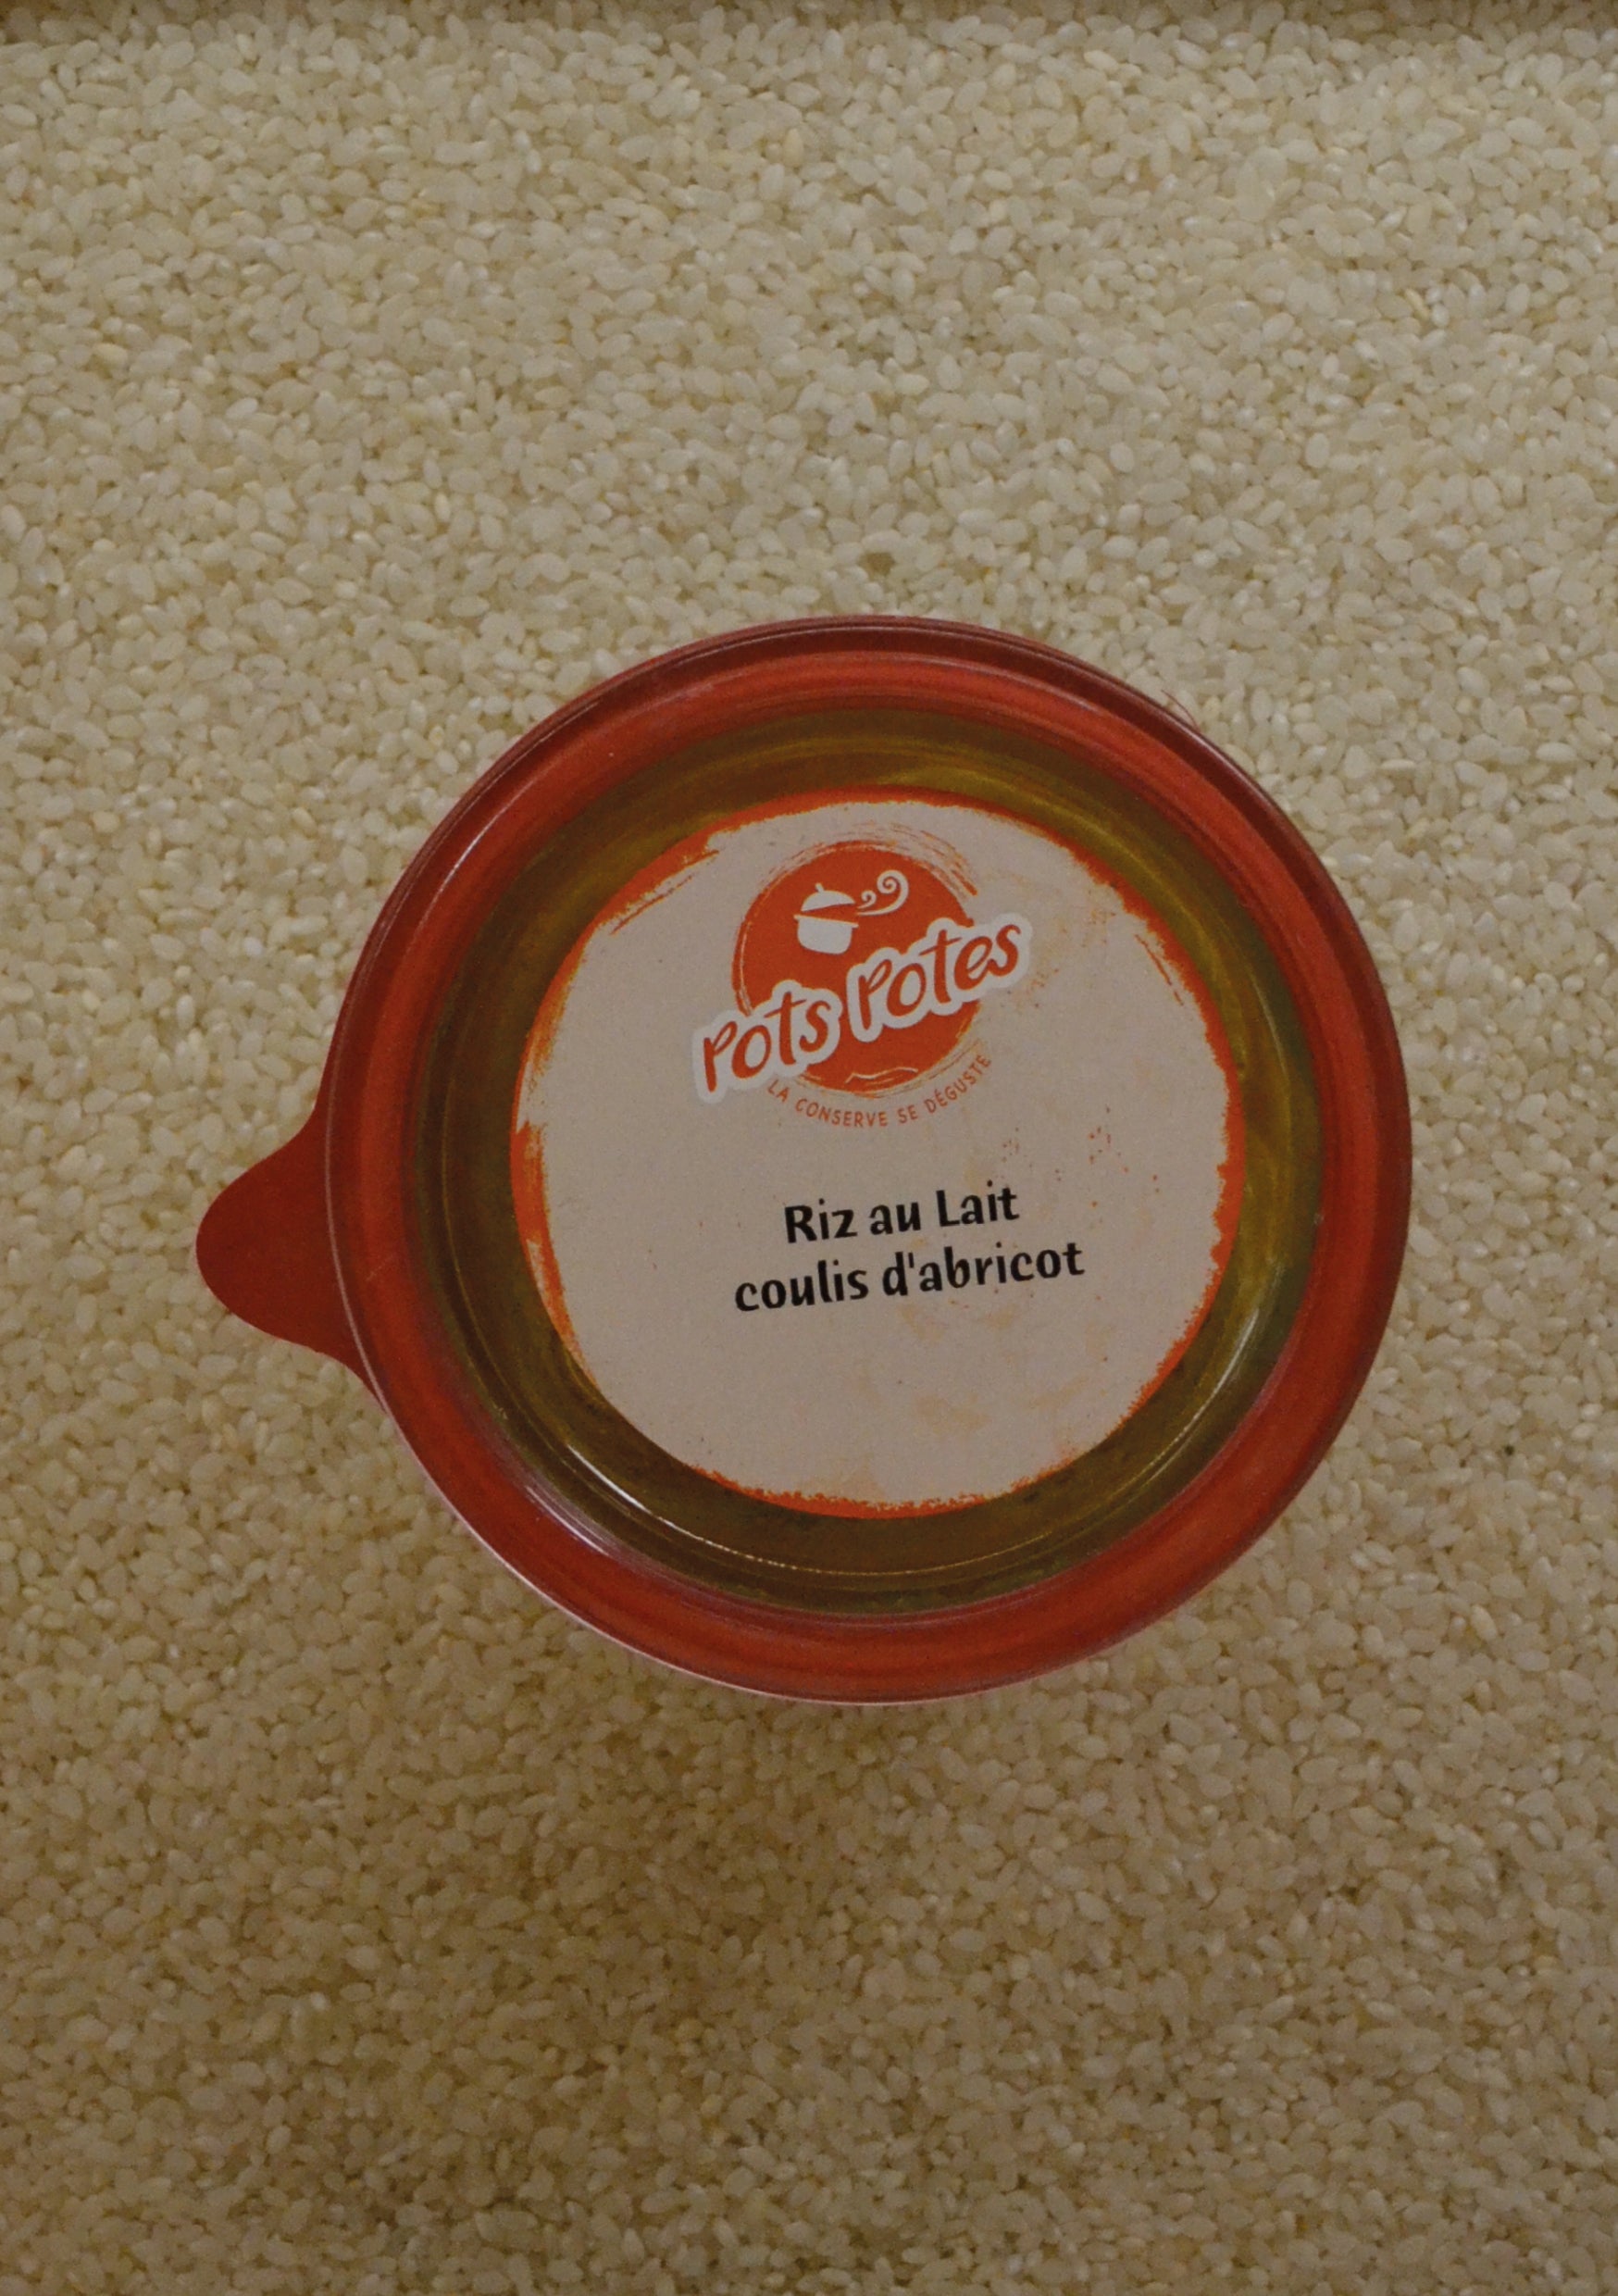 Pots Potes
LA CONSERVE SE DÉGUSTE
Riz au Lait
coulis d'abricot